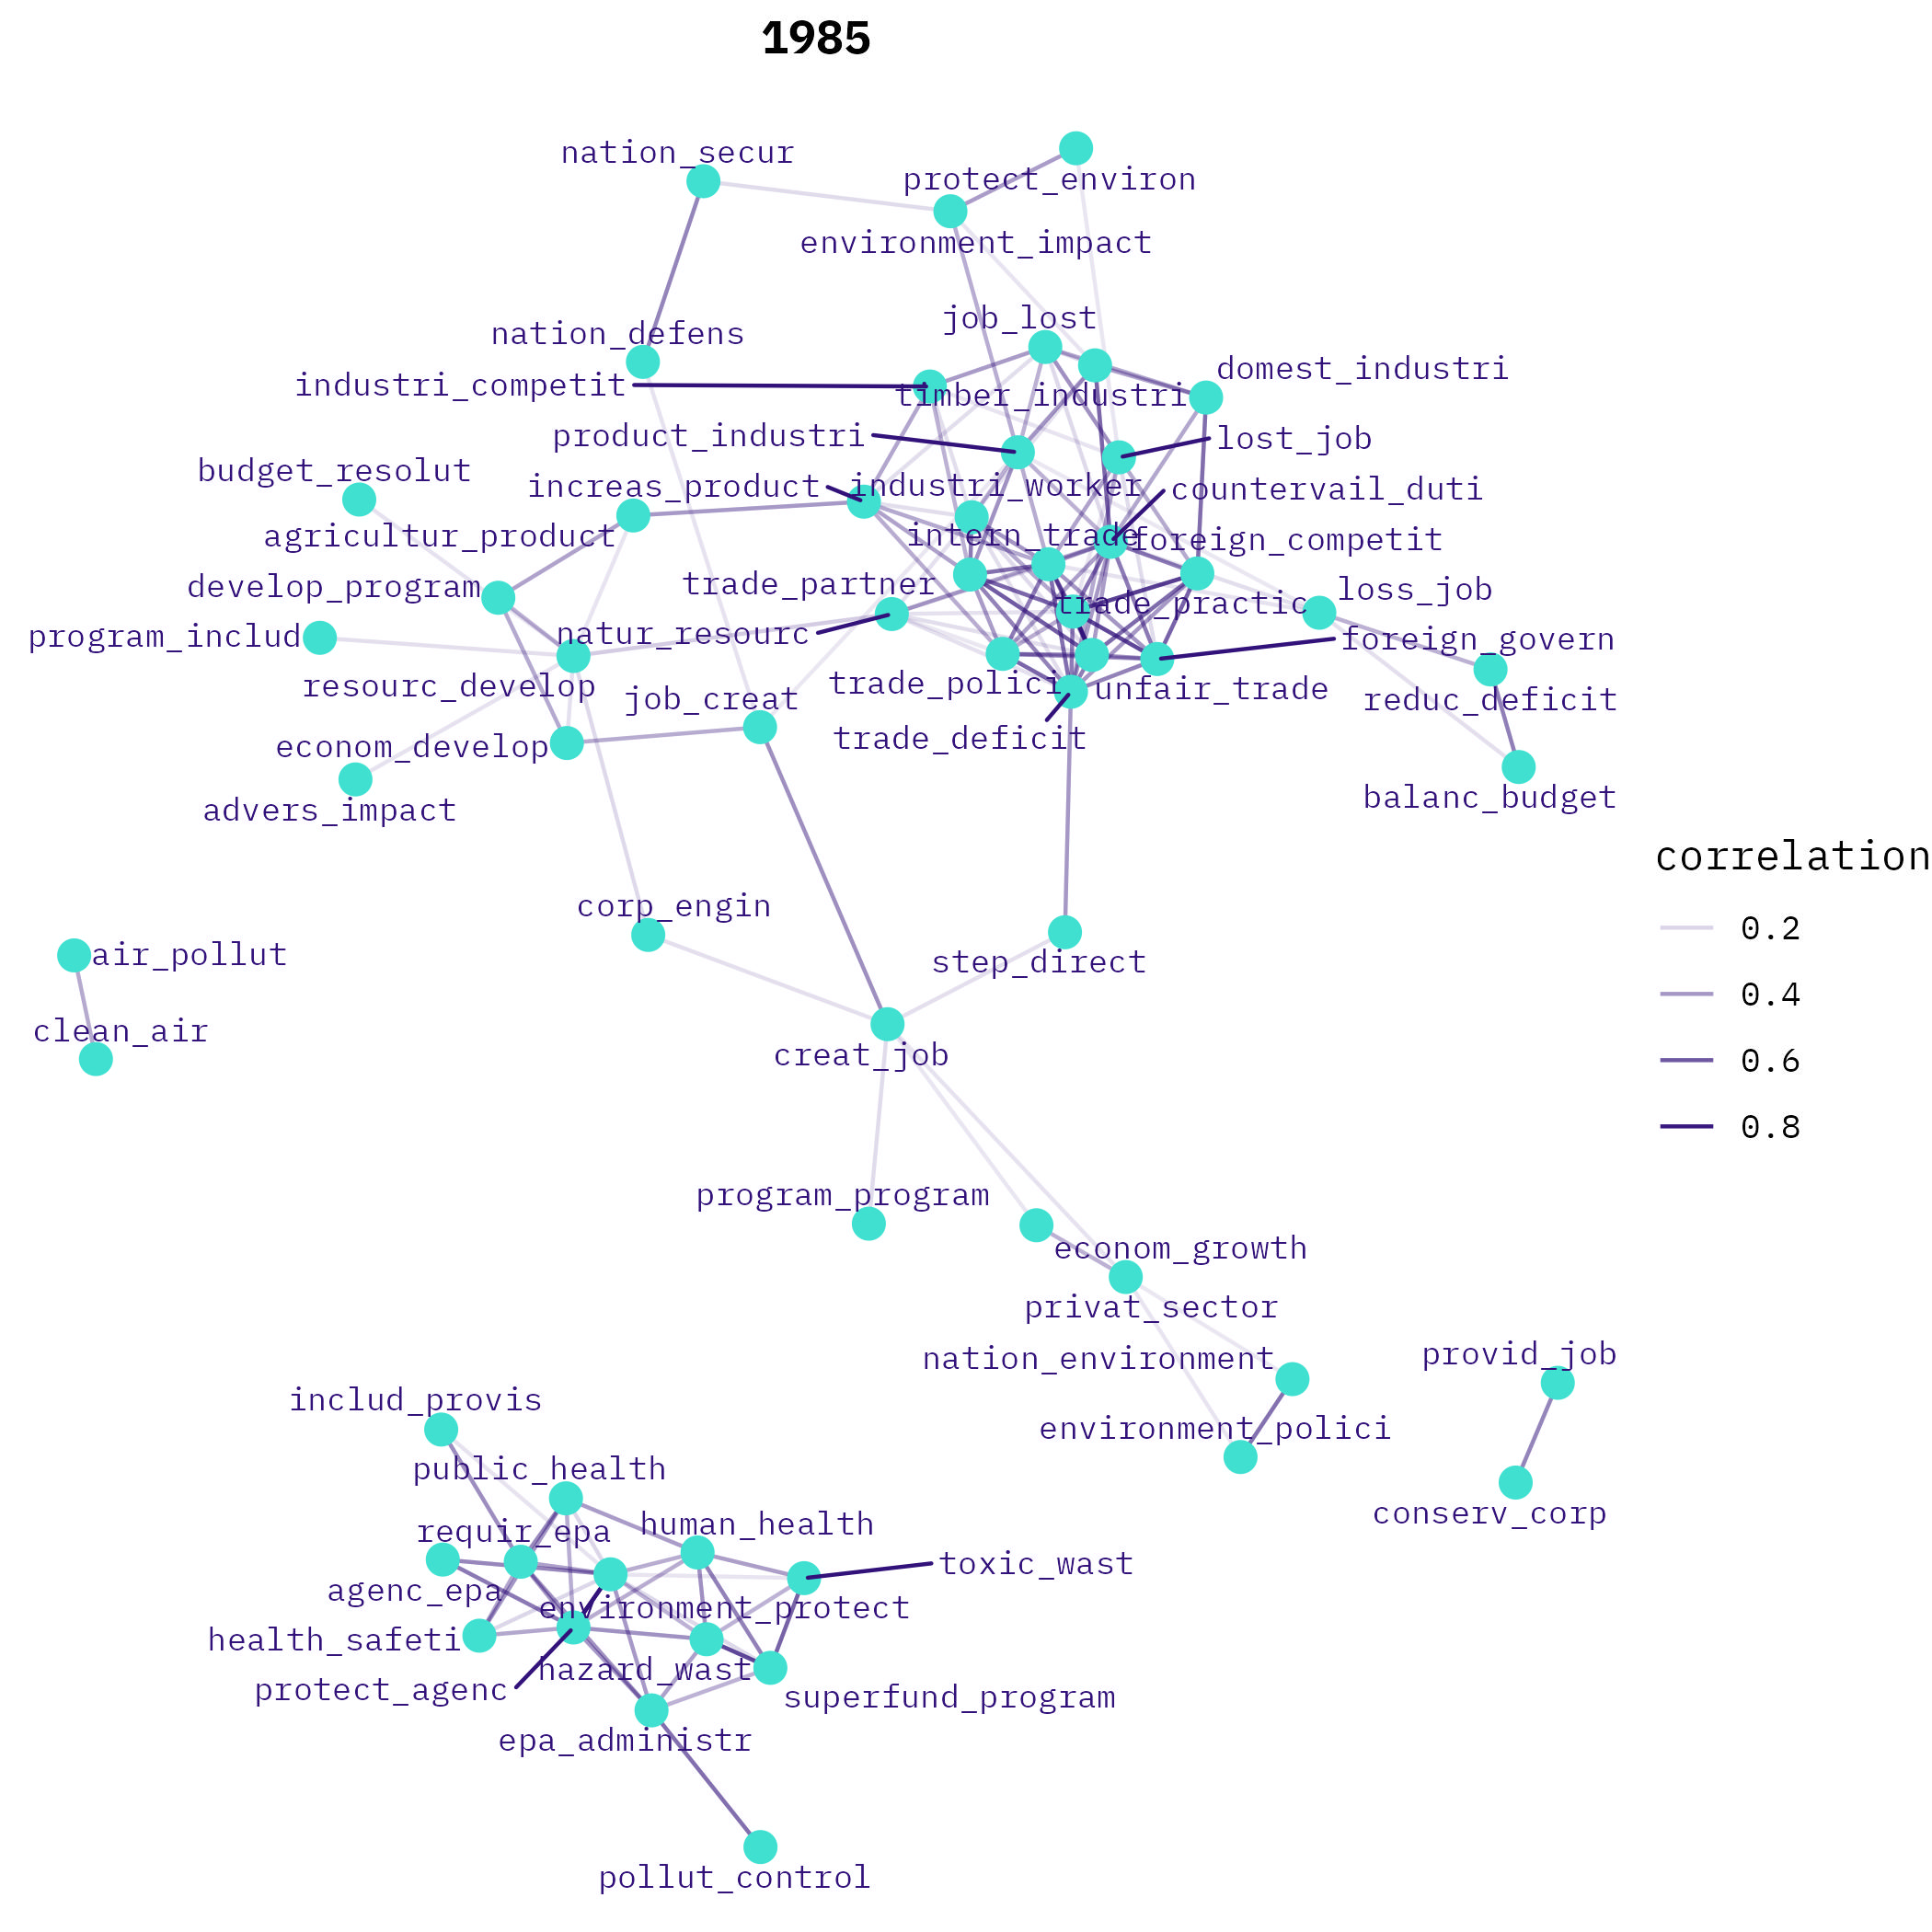 1985
nation_secur
protect_environ
environment_impact
job_lost
nation_defens
domest_industri
industri_competit
timber_industri
product_industri
lost_job
budget_resolut
increas_product
industri_worker
countervail_duti
agricultur_product
intern_trade
foreign_competit
develop_program
trade_partner
loss_job
trade_practic
program_includ
natur_resourc
foreign_govern
resourc_develop
job_creat
trade_polici
unfair_trade
reduc_deficit
econom_develop
trade_deficit
advers_impact
balanc_budget
correlation
0.2
0.4
0.6
0.8
corp_engin
air_pollut
step_direct
clean_air
creat_job
program_program
econom_growth
privat_sector
nation_environment
provid_job
includ_provis
environment_polici
public_health
conserv_corp
requir_epa
human_health
toxic_wast
agenc_epa
environment_protect
health_safeti
hazard_wast
protect_agenc
superfund_program
epa_administr
pollut_control